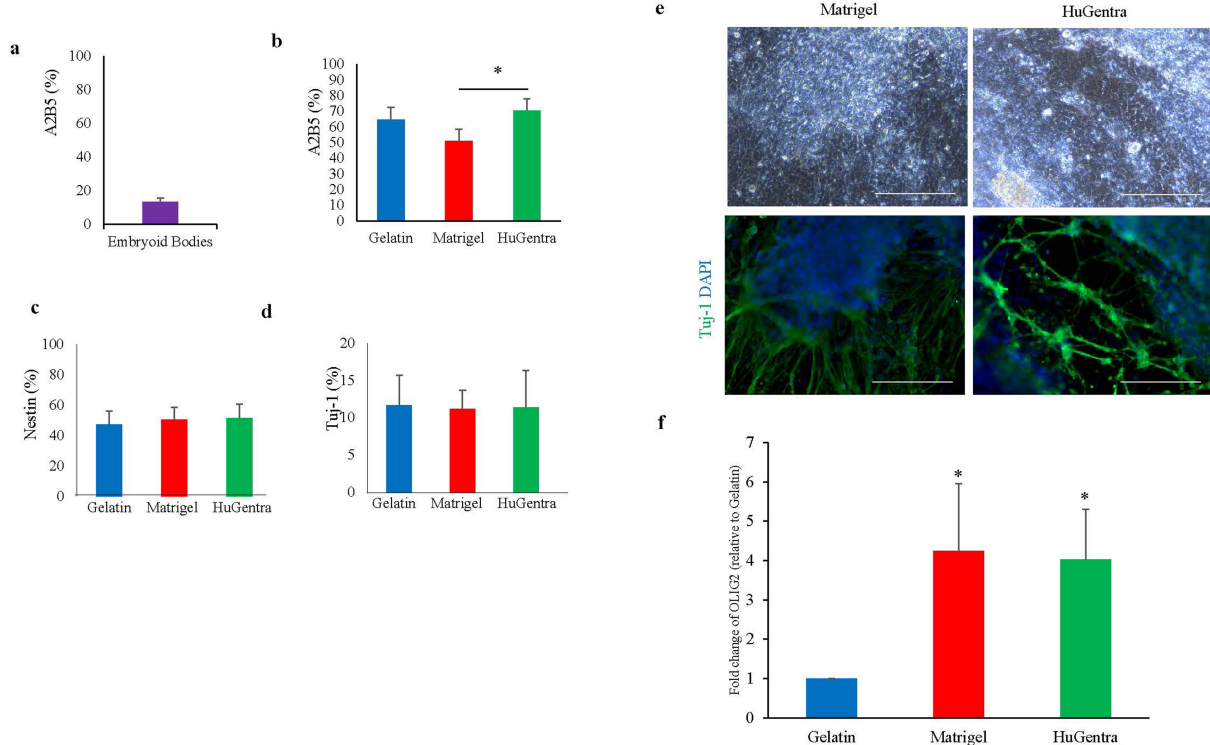 a
A2B5 (%)
100
80
60
40
20
0
Embryoid Bodies
b
*
A2B5 (%)
100
90
80
70
60
50
40
30
20
10
0
Gelatin Matrigel HuGentra
c
Nestin (%)
100
80
60
40
20
0
Gelatin Matrigel HuGentra
d
Tuj-1 (%)
20
15
10
5
0
Gelatin Matrigel HuGentra
e
Matrigel HuGentra
Tuj-1 DAPI
f
Fold change of OLIG2 (relative to Gelatin)
7
6
5
4
3
2
1
0
* *
Gelatin Matrigel HuGentra